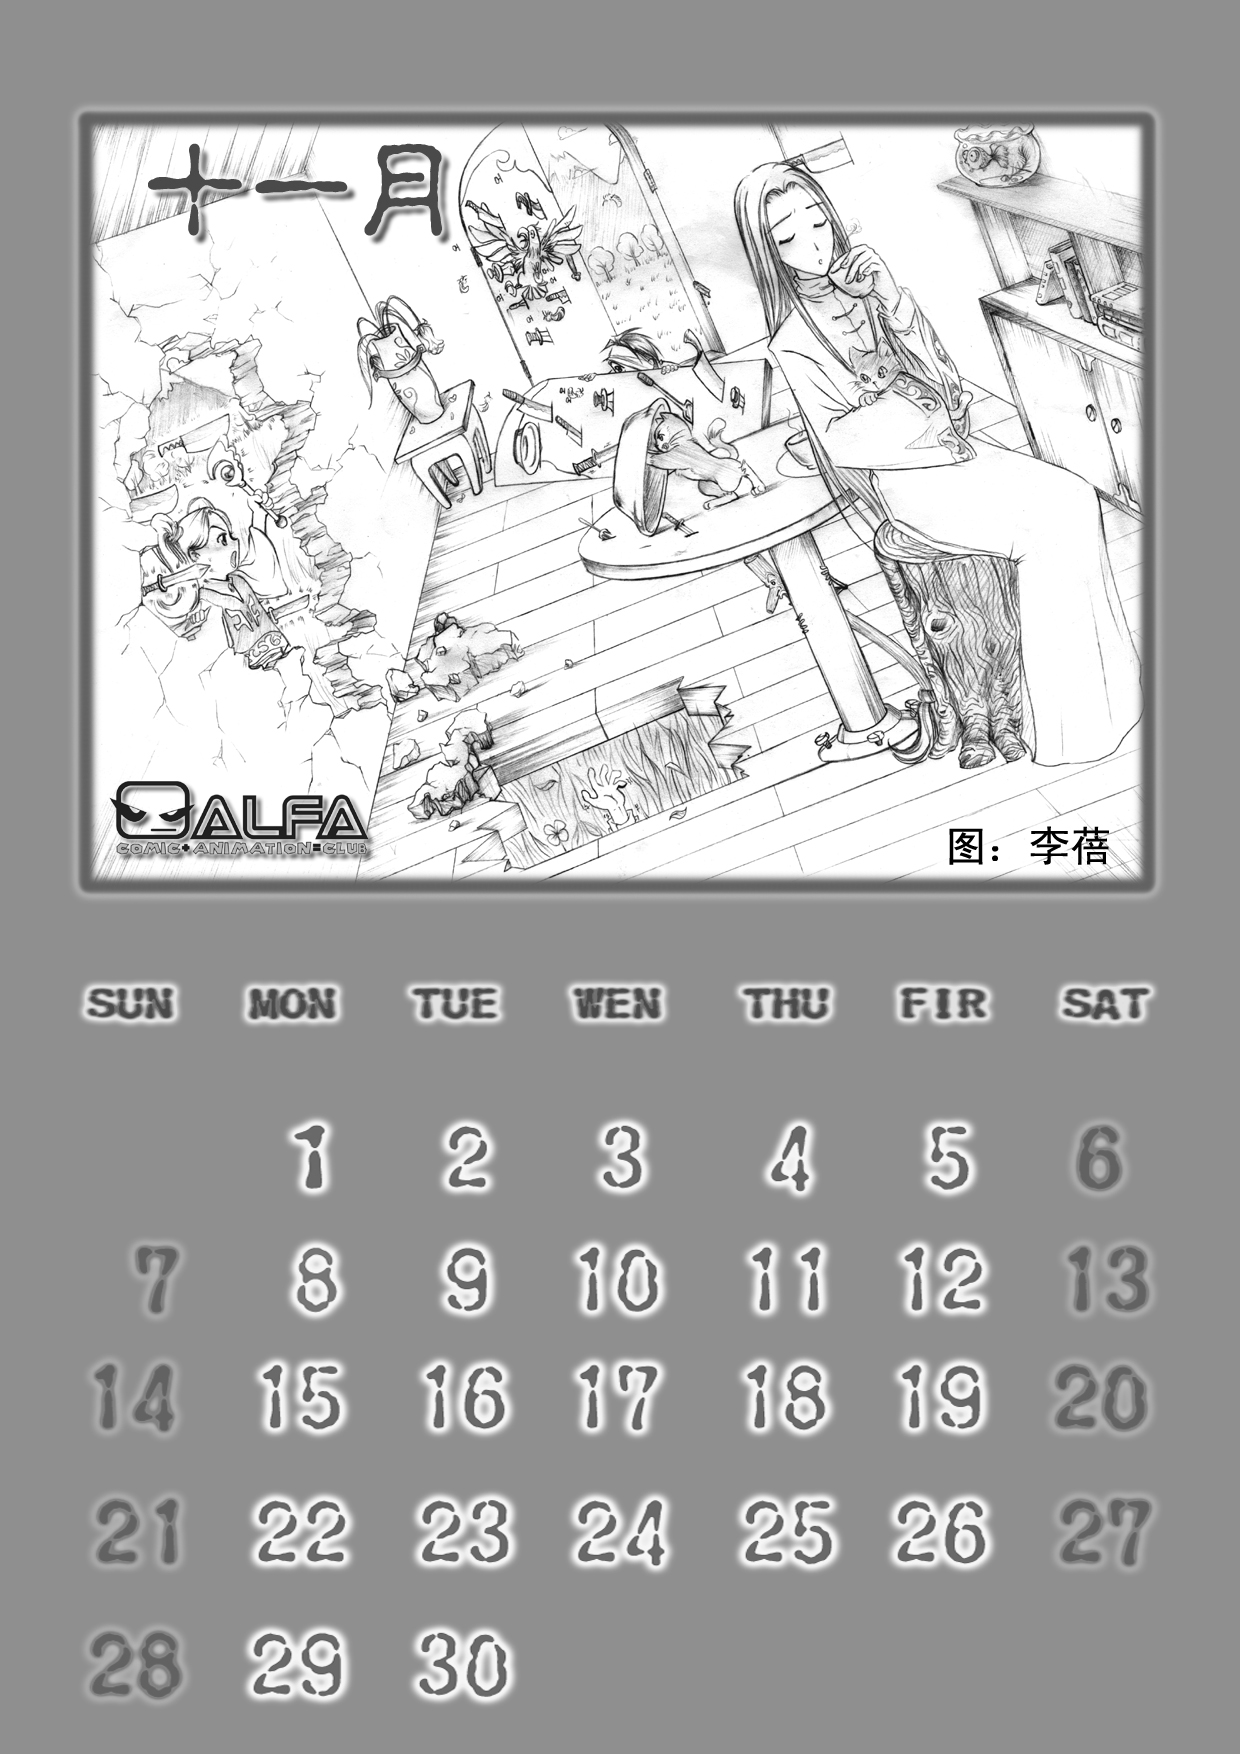 十一月
ALFA
COMIC+ANIMATION=CLUB
图：李蓓
SUN MON TUE WEN THU FIR SAT
1 2 3 4 5 6
7 8 9 10 11 12 13
14 15 16 17 18 19 20
21 22 23 24 25 26 27
28 29 30